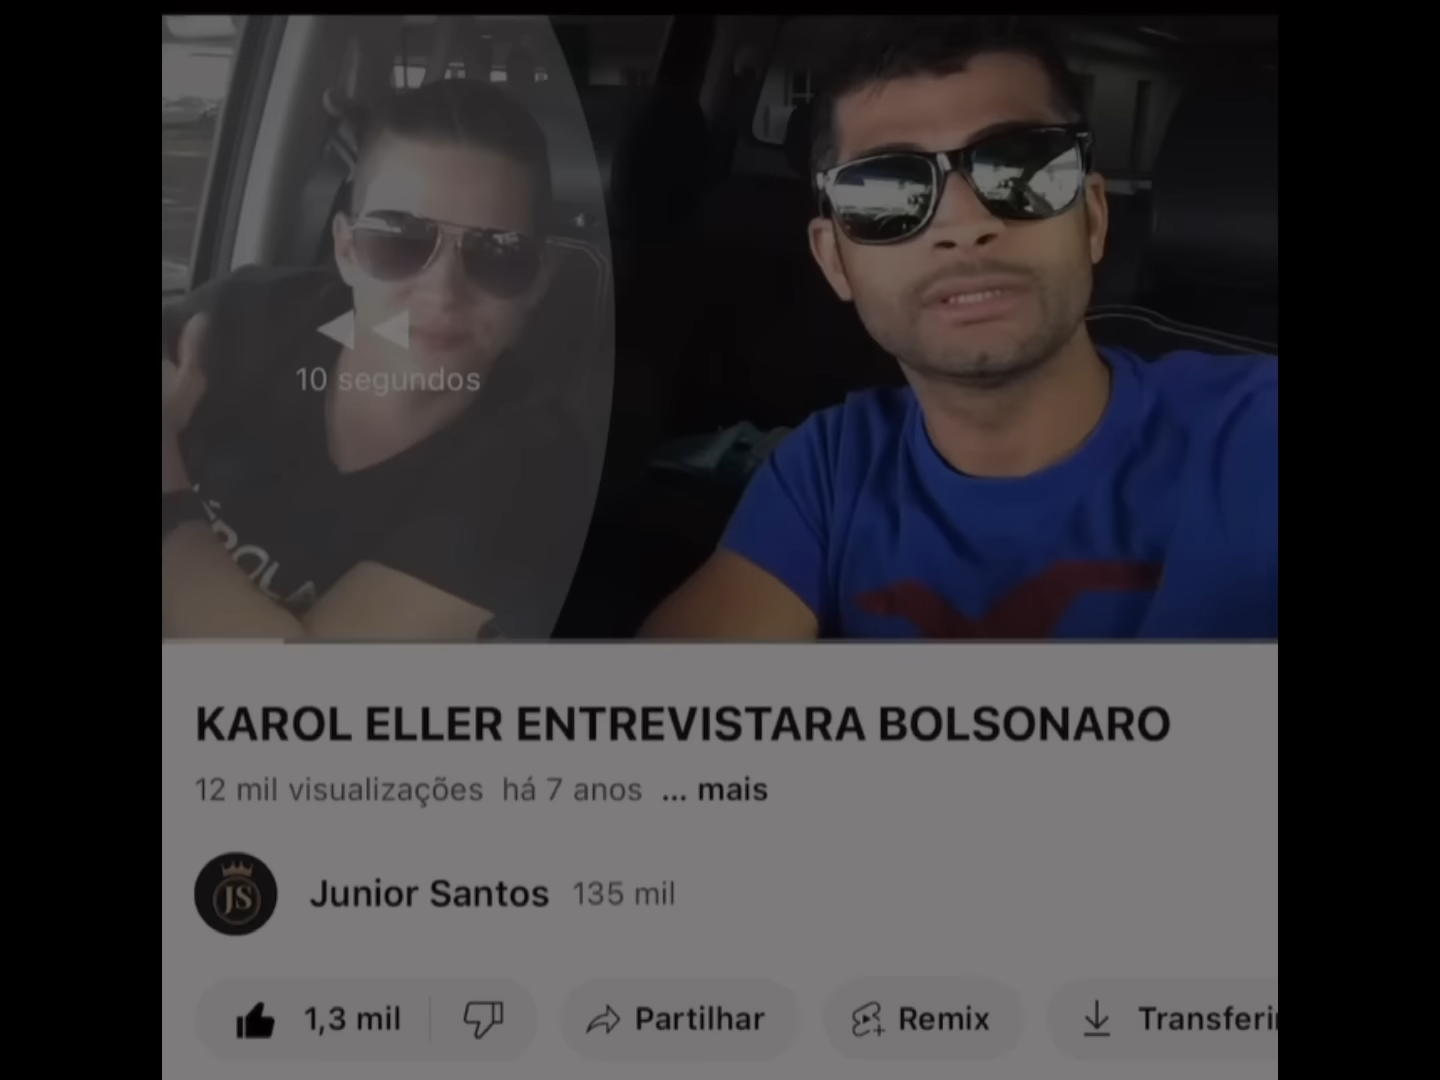 10 segundos
KAROL ELLER ENTREVISTARA BOLSONARO
12 mil visualizações há 7 anos ... mais
JS
Junior Santos 135 mil
1,3 mil Partilhar Remix